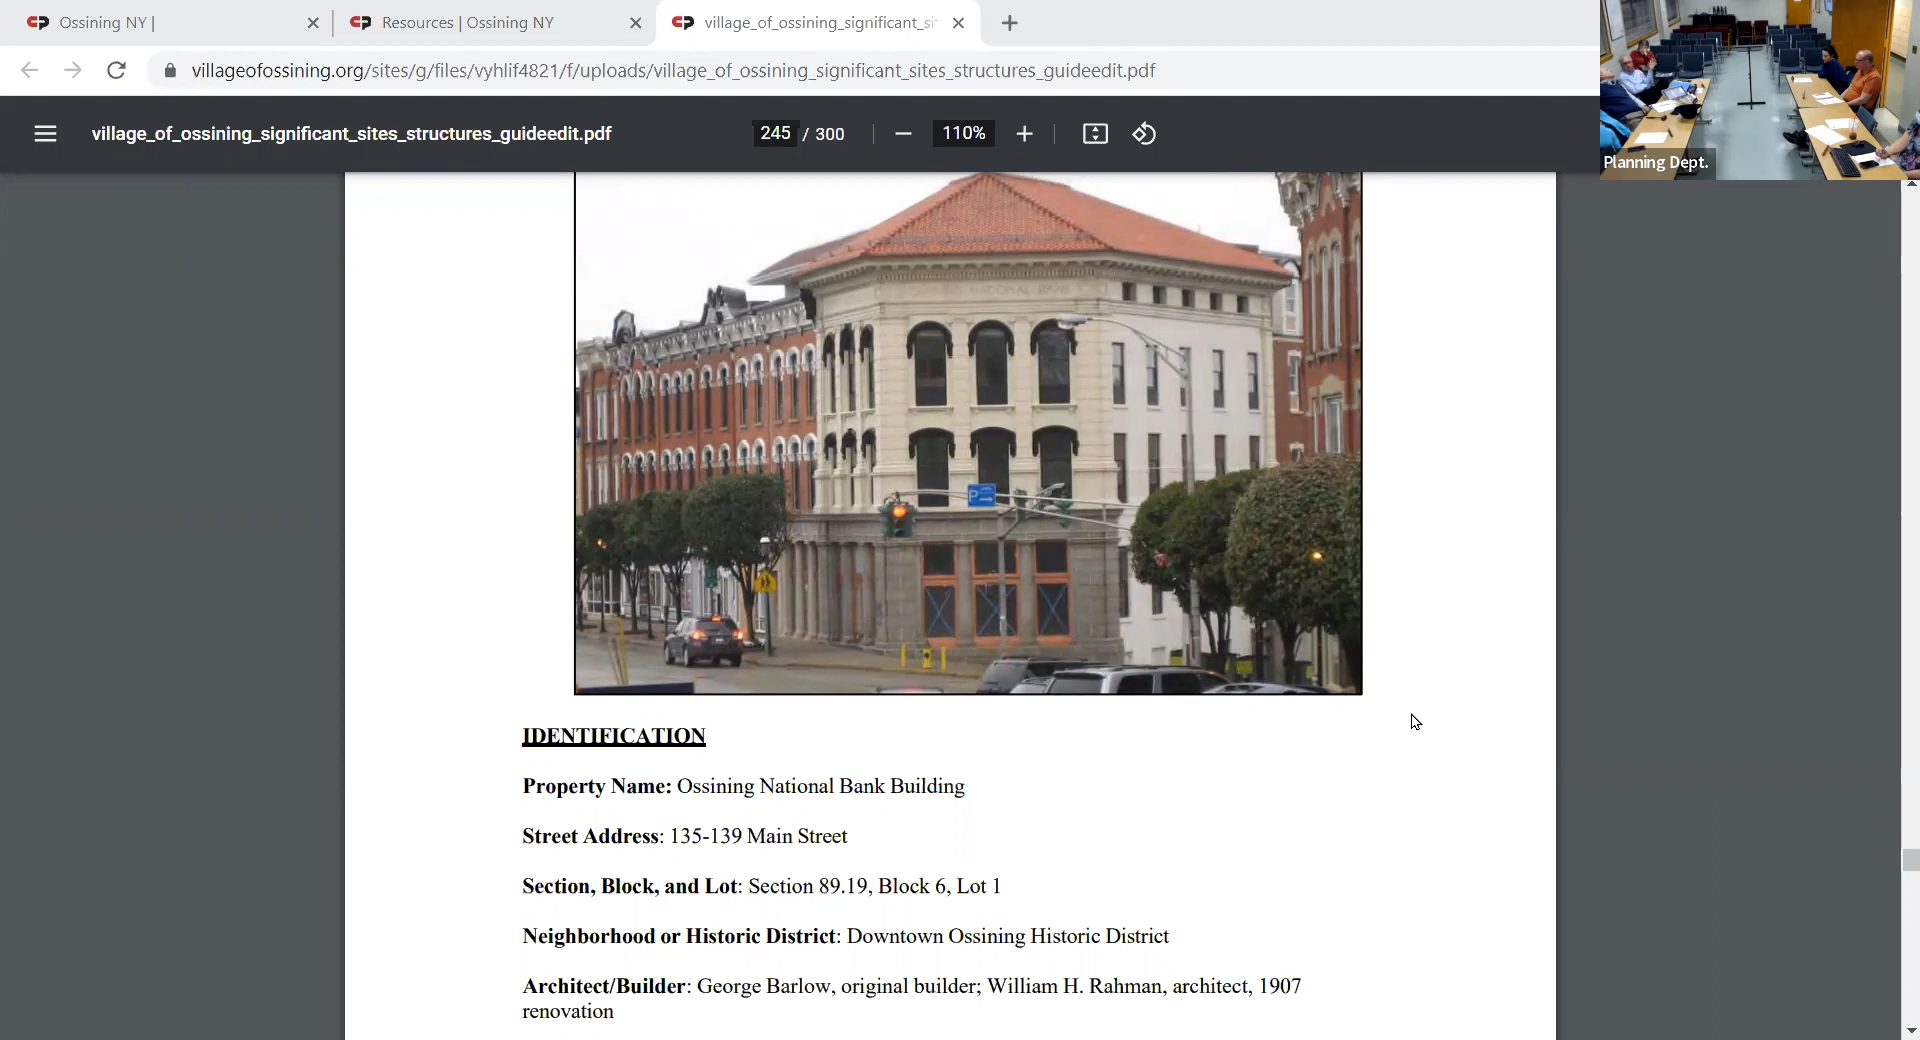 Ossining NY |
Resources | Ossining NY
village_of_ossining_significant_si
villageofossining.org/sites/g/files/vyhlif4821/f/uploads/village_of_ossining_significant_sites_structures_guideedit.pdf
village_of_ossining_significant_sites_structures_guideedit.pdf
245 / 300
110%
Planning Dept.
NATIONAL BANK
P
IDENTIFICATION
Property Name: Ossining National Bank Building
Street Address: 135-139 Main Street
Section, Block, and Lot: Section 89.19, Block 6, Lot 1
Neighborhood or Historic District: Downtown Ossining Historic District
Architect/Builder: George Barlow, original builder; William H. Rahman, architect, 1907
renovation